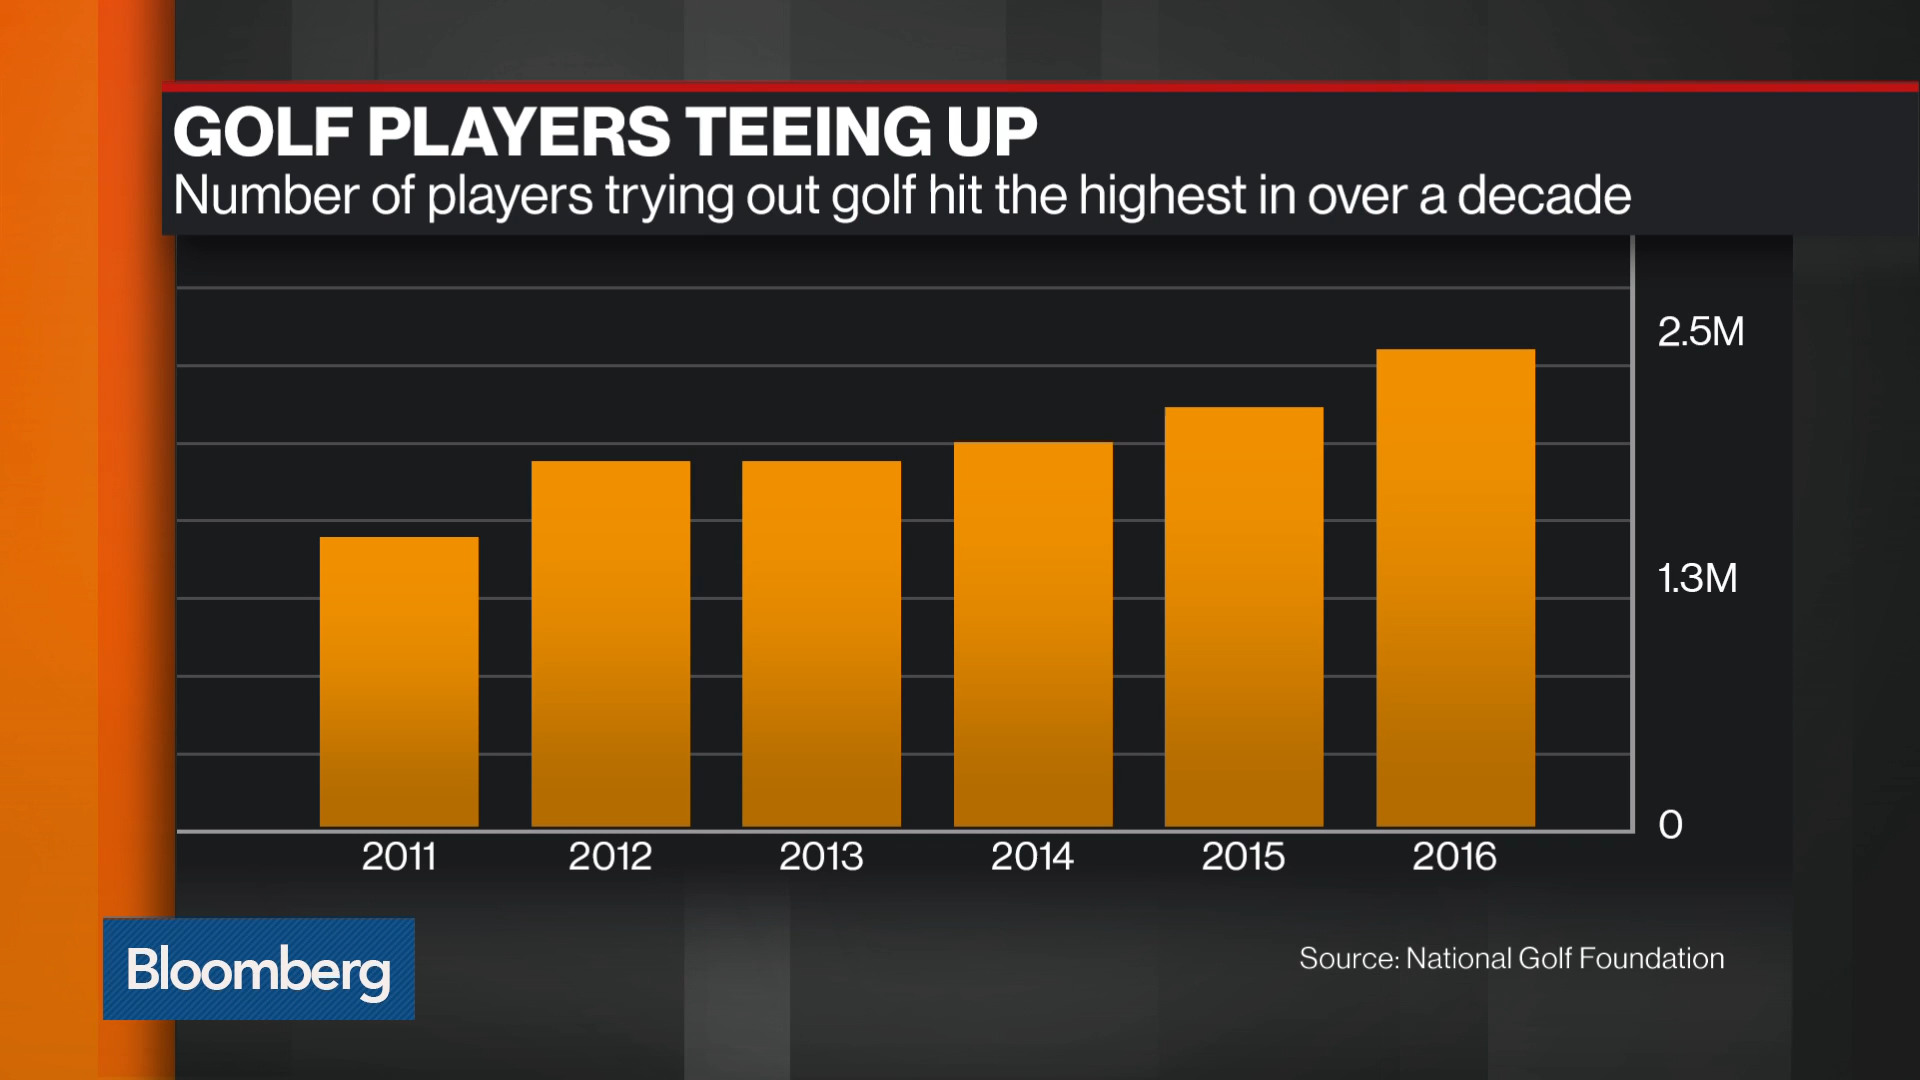 GOLF PLAYERS TEEING UP
Number of players trying out golf hit the highest in over a decade
2.5M
1.3M
0
2011 2012 2013 2014 2015 2016
Bloomberg
Source: National Golf Foundation